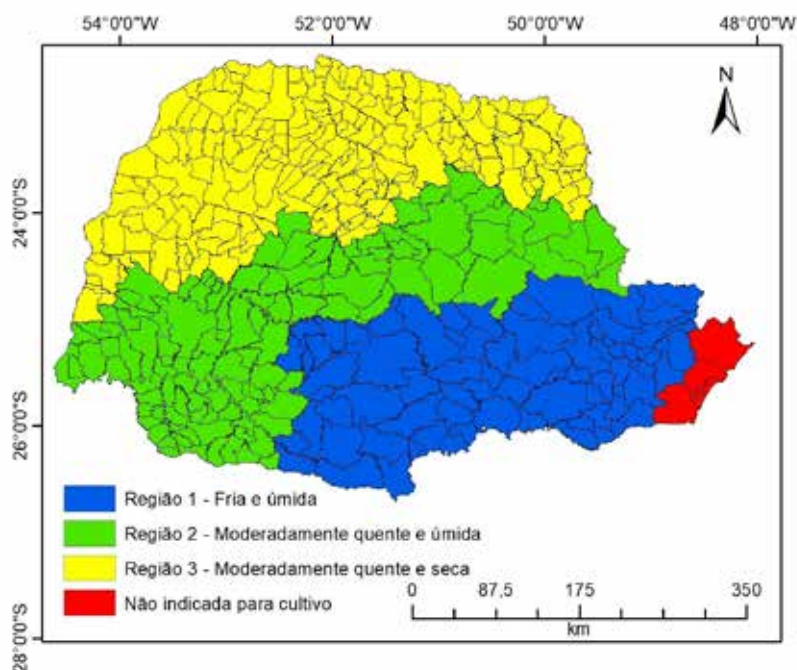 54°0'0"W 52°0'0"W 50°0'0"W 48°0'0"W
N
24°0'0"S
26°0'0"S
28°0'0"S
Região 1 - Fria e úmida
Região 2 - Moderadamente quente e úmida
Região 3 - Moderadamente quente e seca
Não indicada para cultivo
0 87.5 175 350
km